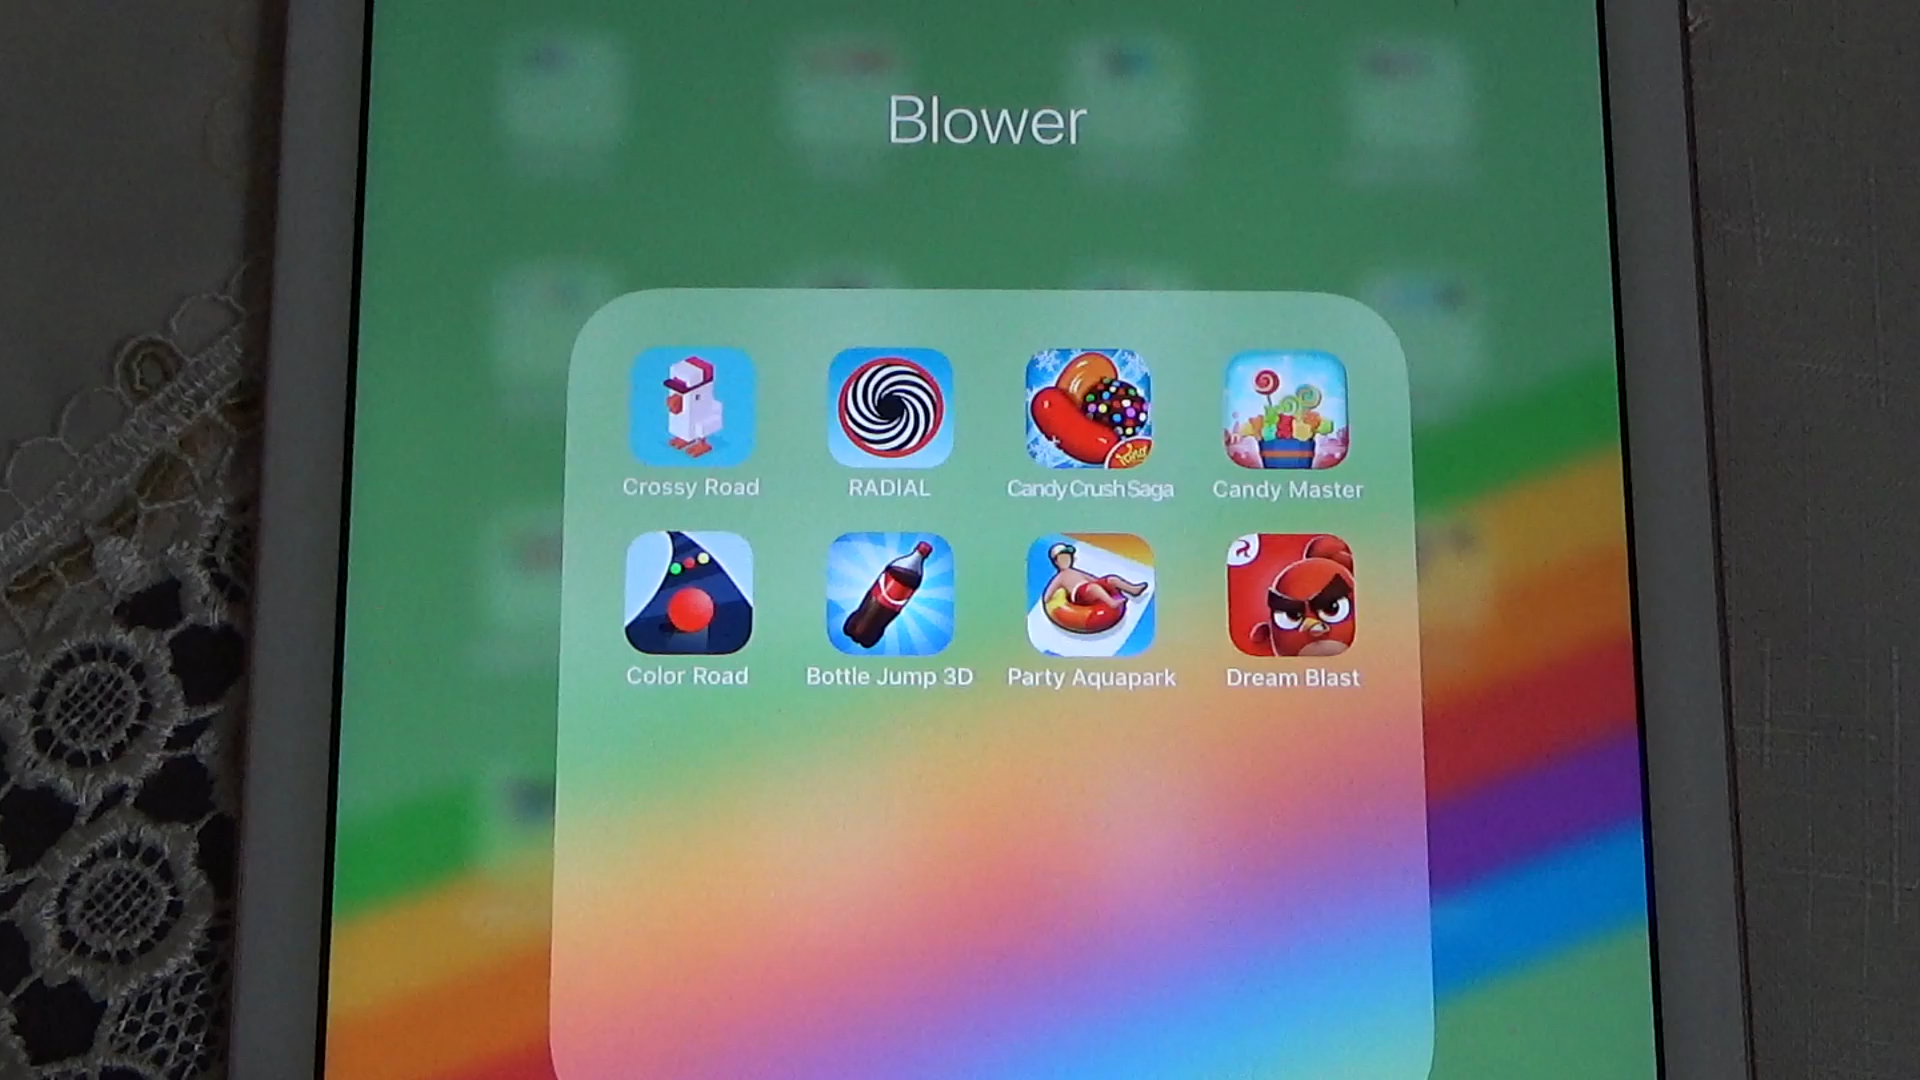 Blower
Crossy Road
RADIAL
Candy Crush Saga
Candy Master
Color Road
Bottle Jump 3D
Party Aquapark
Dream Blast